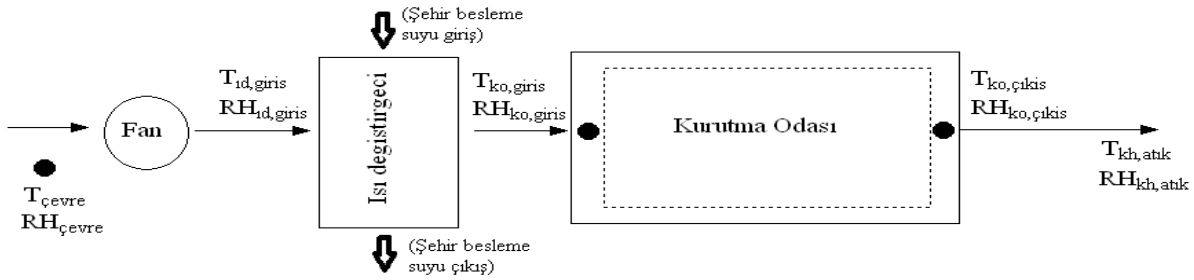 (Şehir besleme
suyu giriş)
T_ıd,giris
RH_ıd,giris
T_ko,giris
RH_ko,giris
T_ko,çıkis
RH_ko,çıkis
Fan
Isı degistirgeci
Kurutma Odası
T_çevre
RH_çevre
T_kh,atık
RH_kh,atık
(Şehir besleme
suyu çıkış)